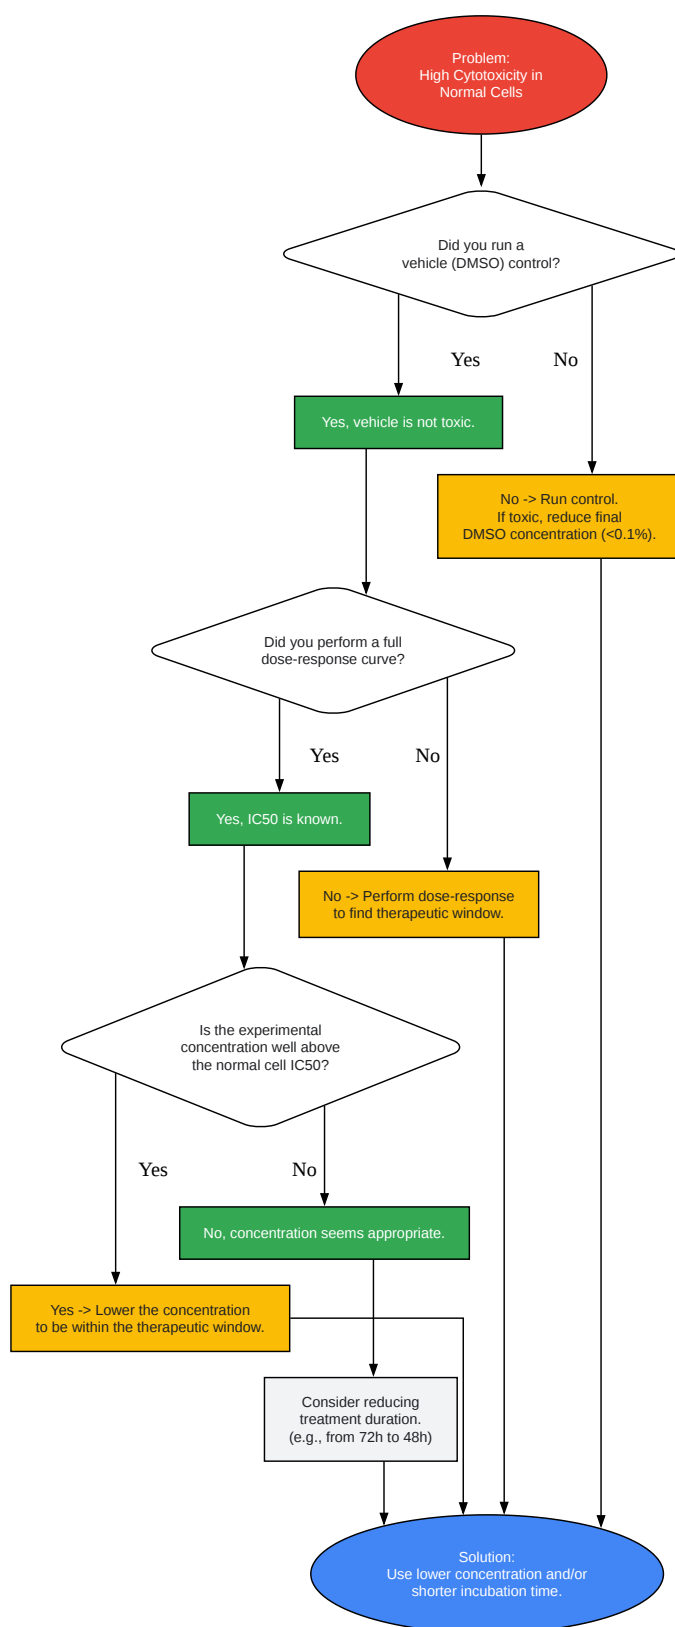 Problem:
High Cytotoxicity in
Normal Cells
Did you run a
vehicle (DMSO) control?
Yes
No
Yes, vehicle is not toxic.
No -> Run control.
If toxic, reduce final
DMSO concentration (<0.1%).
Did you perform a full
dose-response curve?
Yes
No
Yes, IC50 is known.
No -> Perform dose-response
to find therapeutic window.
Is the experimental
concentration well above
the normal cell IC50?
Yes
No
No, concentration seems appropriate.
Yes -> Lower the concentration
to be within the therapeutic window.
Consider reducing
treatment duration.
(e.g., from 72h to 48h)
Solution:
Use lower concentration and/or
shorter incubation time.